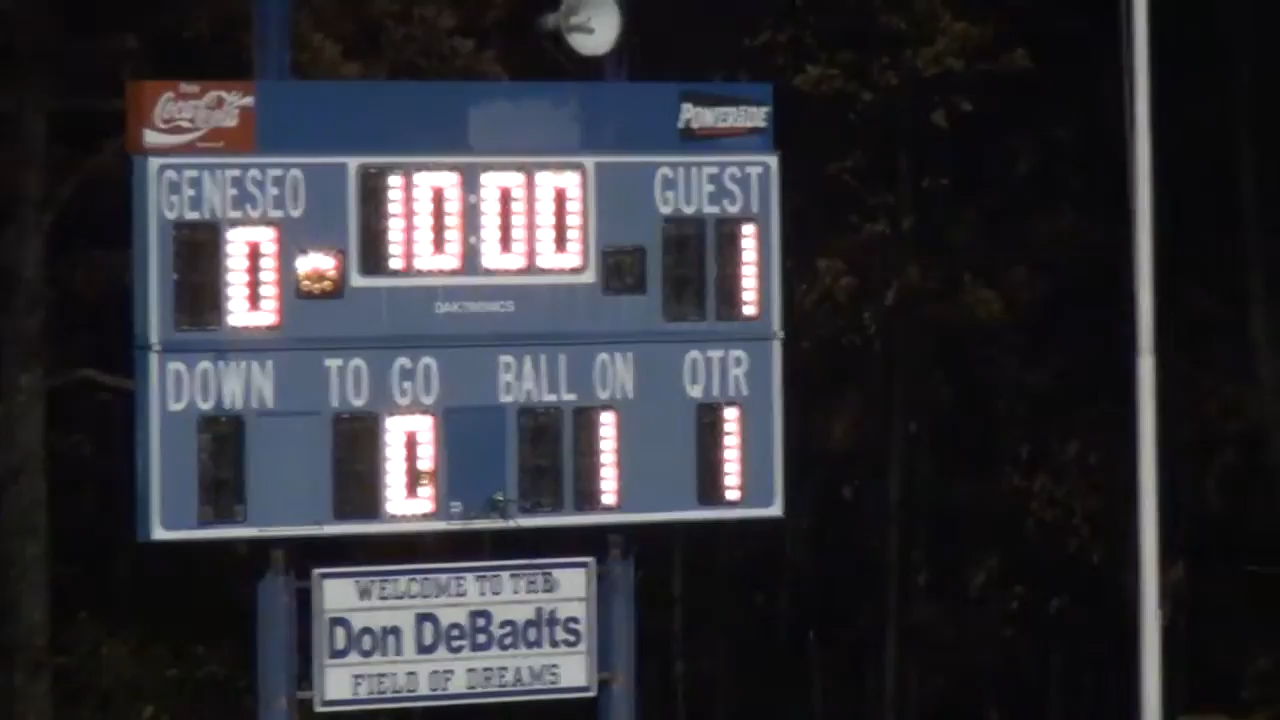 Coca-Cola
POWERADE
GENESEO 10:00 GUEST
0 1
DAKTRONICS
DOWN TO GO BALL ON QTR
0 1 1
WELCOME TO THE
Don DeBadts
FIELD OF DREAMS